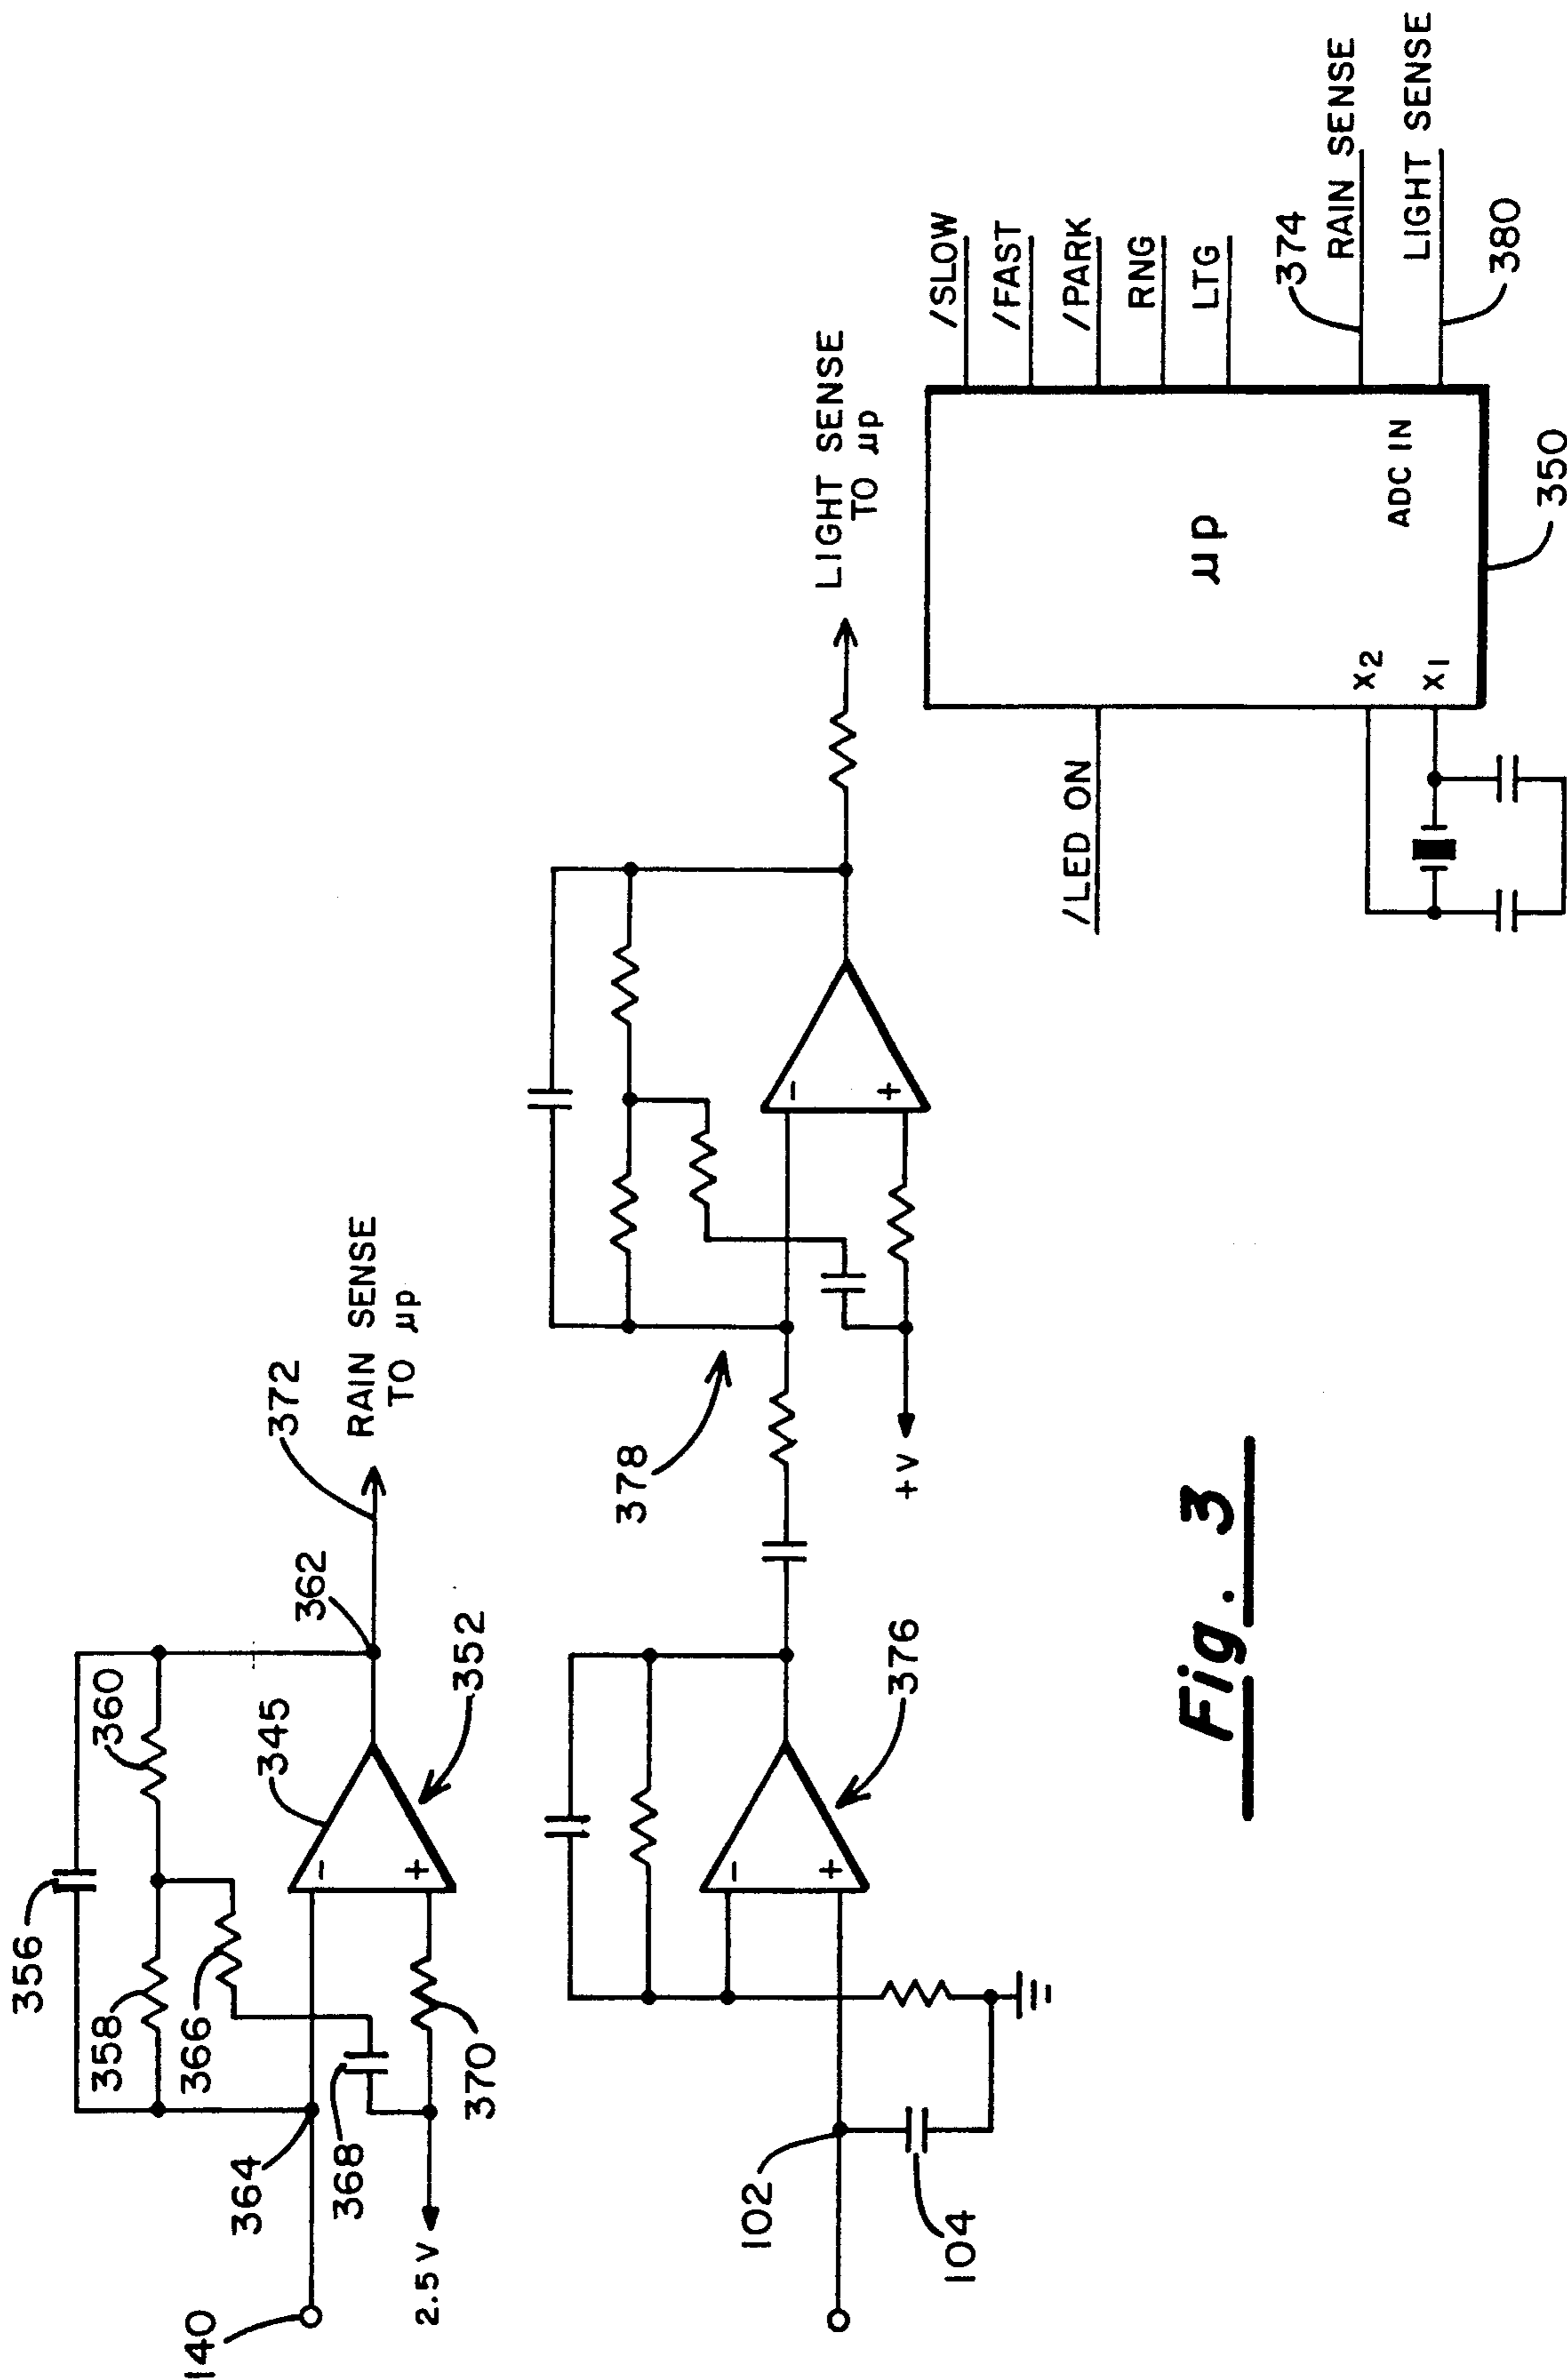 356
358
360
366
345
364
362
372
RAIN SENSE
TO µp
140
368
2.5 V
370
-
+
352
378
LIGHT SENSE
TO µp
-
+
+V
102
104
-
+
376
/LED ON
/SLOW
/FAST
/PARK
RNG
LTG
µp
374
RAIN SENSE
X2
ADC IN
X1
LIGHT SENSE
380
350
Fig. 3